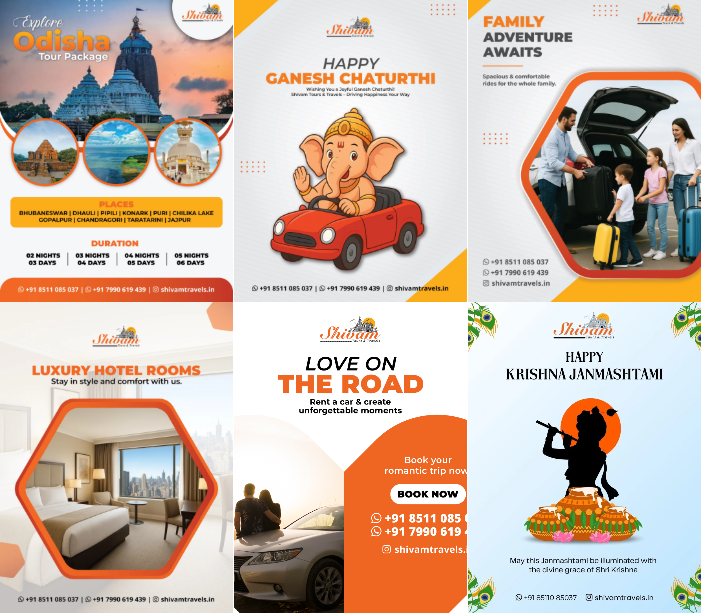 Explore
Odisha
Tour Package
Shivam
PLACES
BHUBANESWAR | DHAULI | PIPILI | KONARK | PURI | CHILIKA LAKE
GOPALPUR | CHANDRAGORI | TARATARINI | JAJPUR
DURATION
02 NIGHTS
03 DAYS
03 NIGHTS
04 DAYS
04 NIGHTS
05 DAYS
05 NIGHTS
06 DAYS
+91 8511 085 037 | +91 7990 619 439 | shivamtravels.in
Shivam
HAPPY
GANESH CHATURTHI
Wishing You a Joyful Ganesh Chaturthi!
Shivam Tours & Travels - Driving Happiness Your Way
+91 8511 085 037 | +91 7990 619 439 | shivamtravels.in
Shivam
FAMILY
ADVENTURE
AWAITS
Spacious & comfortable
rides for the whole family.
+91 8511 085 037
+91 7990 619 439
shivamtravels.in
Shivam
LUXURY HOTEL ROOMS
Stay in style and comfort with us.
+91 8511 085 037 | +91 7990 619 439 | shivamtravels.in
Shivam
LOVE ON
THE ROAD
Rent a car & create
unforgettable moments
Book your
romantic trip now
BOOK NOW
+91 8511 085
+91 7990 619
shivamtravels.
Shivam
HAPPY
KRISHNA JANMASHTAMI
May this Janmashtami be illuminated with
the divine grace of Shri Krishna
+91 85110 85037 shivamtravels.in